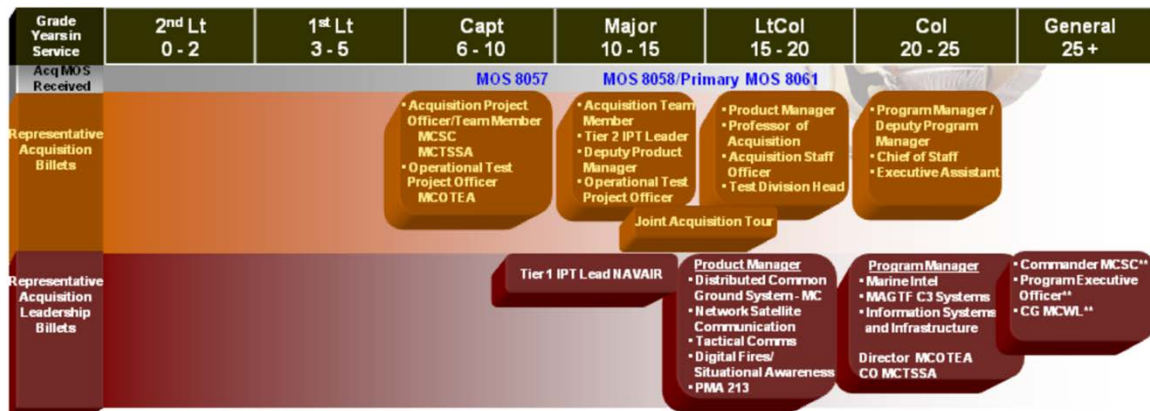 Grade
Years in
Service
2nd Lt
0 - 2
1st Lt
3 - 5
Capt
6 - 10
Major
10 - 15
LtCol
15 - 20
Col
20 - 25
General
25 +
Acq MOS
Received
MOS 8057
MOS 8058/Primary MOS 8061
Representative
Acquisition
Billets
• Acquisition Project
Officer/Team Member
MCSC
MCTSSA
• Operational Test
Project Officer
MCOTEA
• Acquisition Team
Member
• Tier 2 IPT Leader
• Deputy Product
Manager
• Operational Test
Project Officer
• Product Manager
• Professor of
Acquisition
• Acquisition Staff
Officer
• Test Division Head
• Program Manager /
Deputy Program
Manager
• Chief of Staff
• Executive Assistant
Joint Acquisition Tour
Representative
Acquisition
Leadership
Billets
Tier 1 IPT Lead NAVAIR
Product Manager
• Distributed Common
Ground System - MC
• Network Satellite
Communication
• Tactical Comms
• Digital Fires/
Situational Awareness
• PMA 213
Program Manager
• Marine Intel
• MAGTF C3 Systems
• Information Systems
and Infrastructure
Director MCOTEA
CO MCTSSA
• Commander MCSC**
• Program Executive
Officer**
• CG MCWL**